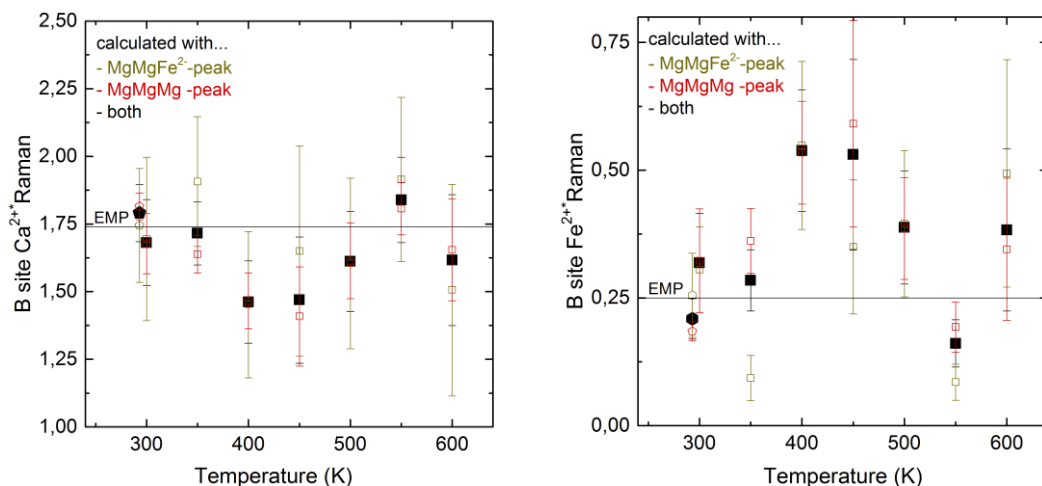 2,50
2,25
2,00
1,75
1,50
1,25
1,00
B site Ca²⁺*Raman
calculated with...
- MgMgFe²⁻-peak
- MgMgMg -peak
- both
EMP
300
400
500
600
Temperature (K)
0,75
0,50
0,25
0,00
B site Fe²⁺*Raman
calculated with...
- MgMgFe²⁻-peak
- MgMgMg -peak
- both
EMP
300
400
500
600
Temperature (K)